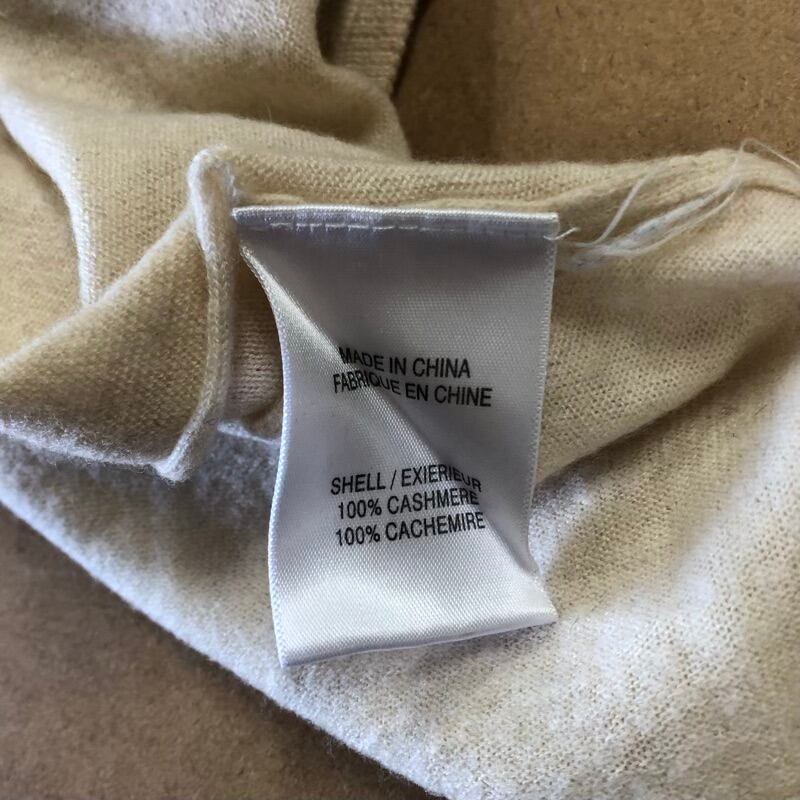 MADE IN CHINA
FABRIQUE EN CHINE
SHELL / EXIERIEUR
100% CASHMERE
100% CACHEMIRE